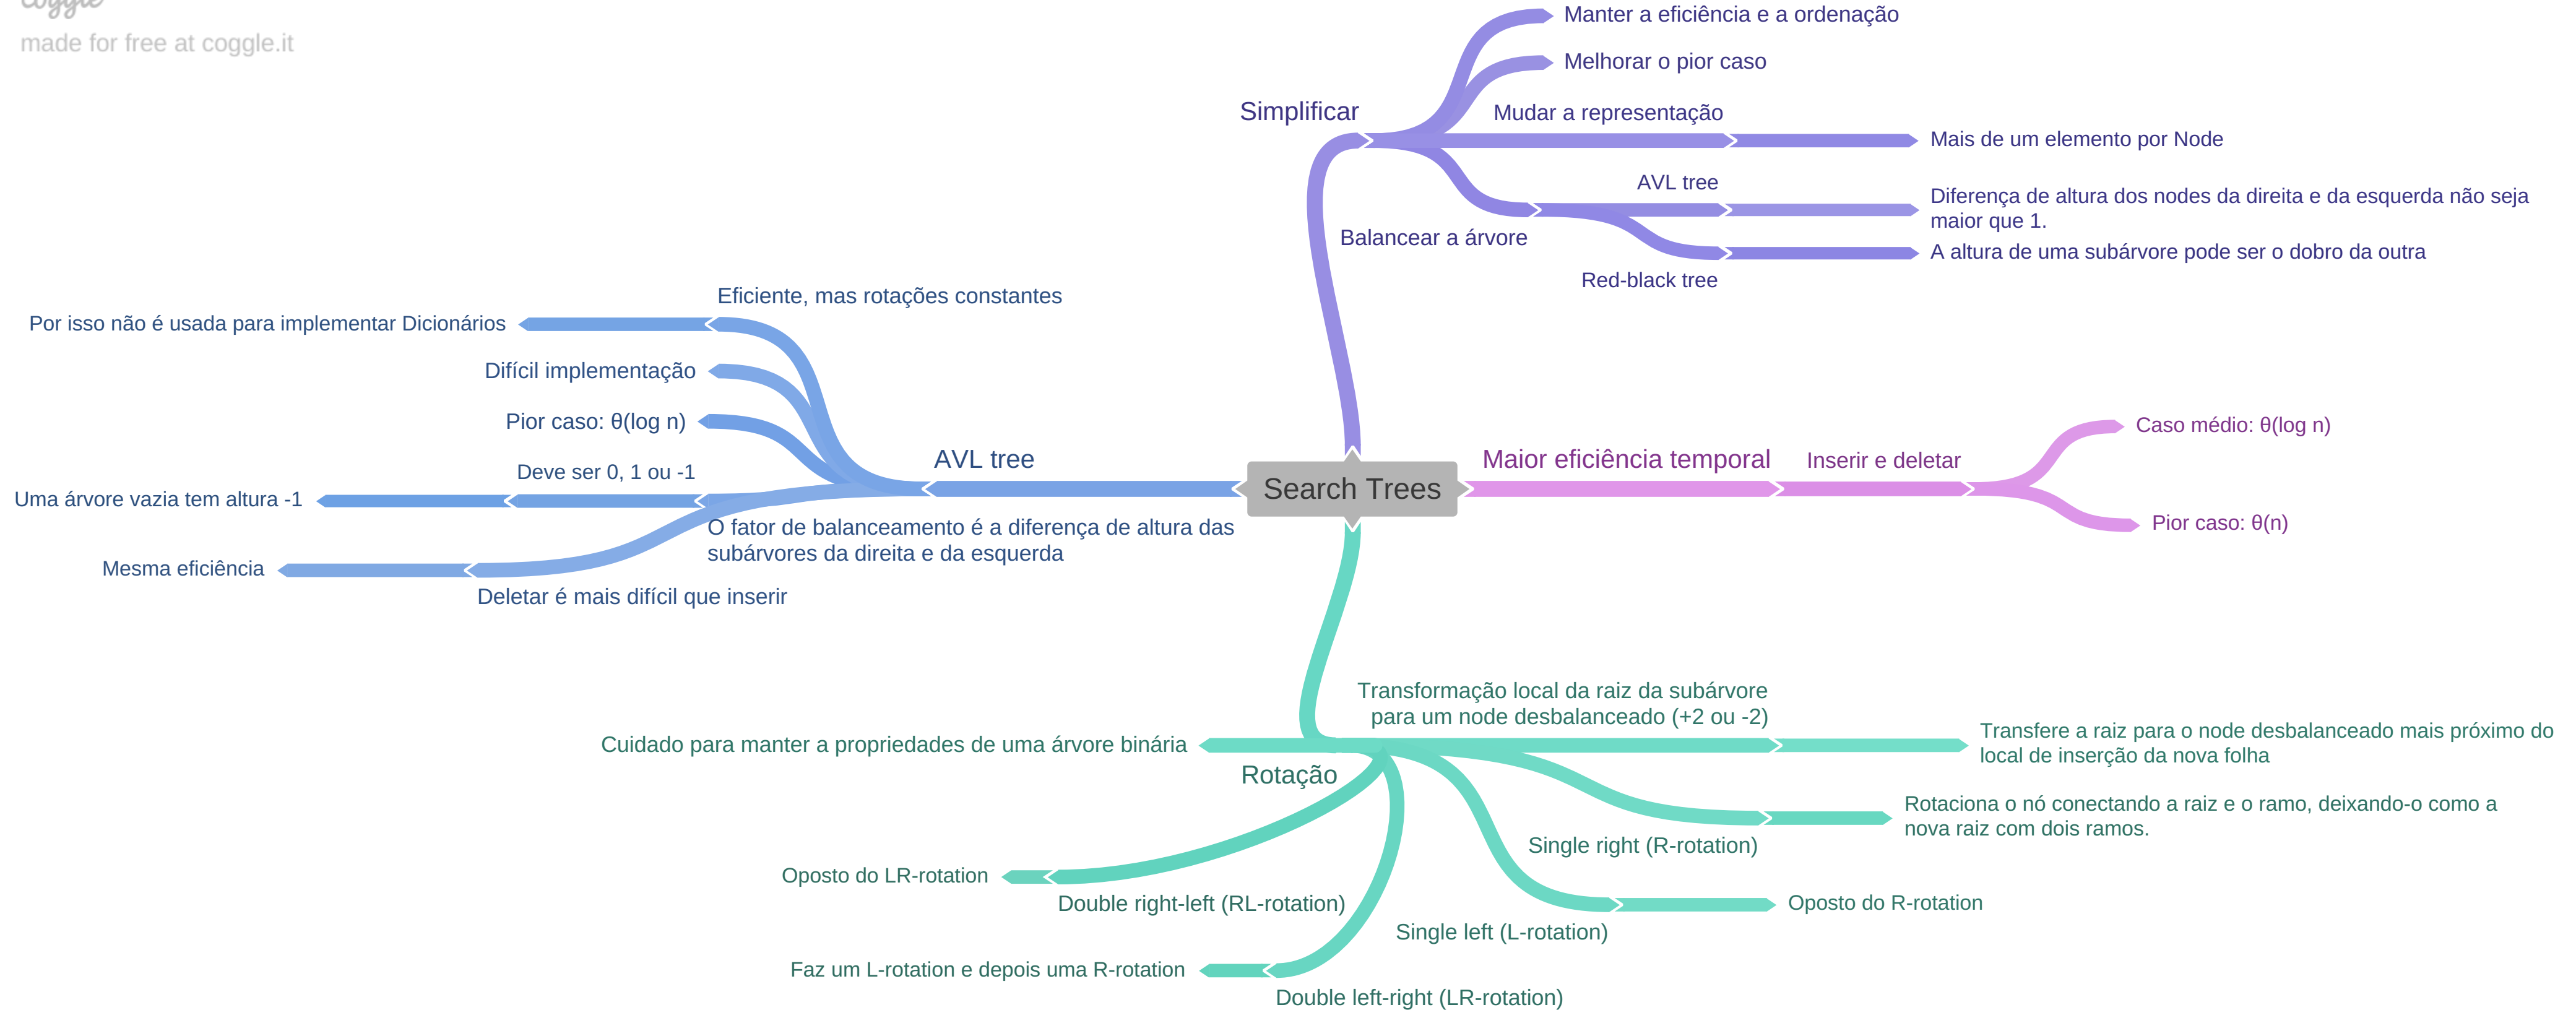 coggle
made for free at coggle.it
Manter a eficiência e a ordenação
Melhorar o pior caso
Simplificar
Mudar a representação
Mais de um elemento por Node
AVL tree
Diferença de altura dos nodes da direita e da esquerda não seja
maior que 1.
Balancear a árvore
A altura de uma subárvore pode ser o dobro da outra
Red-black tree
Eficiente, mas rotações constantes
Por isso não é usada para implementar Dicionários
Difícil implementação
Pior caso: θ(log n)
Deve ser 0, 1 ou -1
Uma árvore vazia tem altura -1
O fator de balanceamento é a diferença de altura das
subárvores da direita e da esquerda
Mesma eficiência
Deletar é mais difícil que inserir
AVL tree
Search Trees
Maior eficiência temporal
Inserir e deletar
Caso médio: θ(log n)
Pior caso: θ(n)
Transformação local da raiz da subárvore
para um node desbalanceado (+2 ou -2)
Transfere a raiz para o node desbalanceado mais próximo do
local de inserção da nova folha
Cuidado para manter a propriedades de uma árvore binária
Rotação
Rotaciona o nó conectando a raiz e o ramo, deixando-o como a
nova raiz com dois ramos.
Single right (R-rotation)
Oposto do LR-rotation
Double right-left (RL-rotation)
Oposto do R-rotation
Single left (L-rotation)
Faz um L-rotation e depois uma R-rotation
Double left-right (LR-rotation)